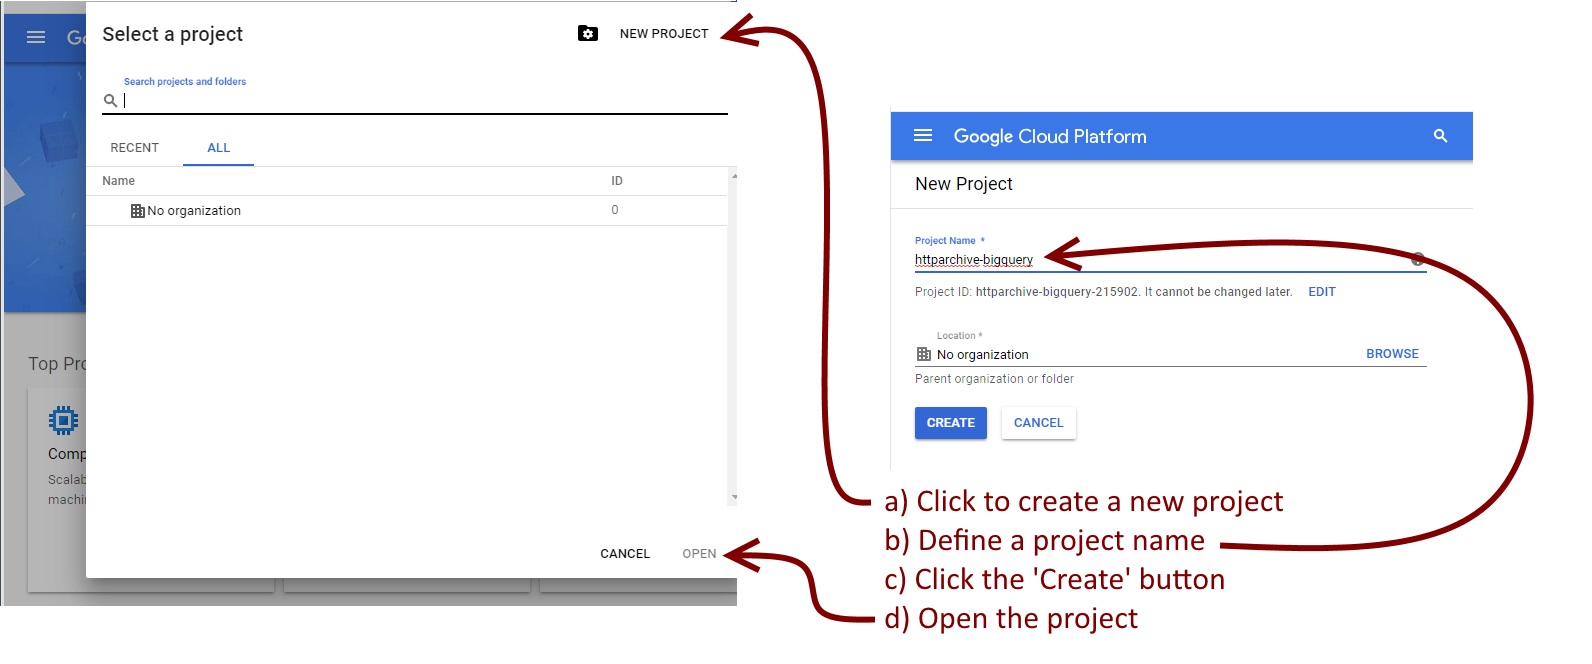 Select a project
NEW PROJECT
Search projects and folders
RECENT
ALL
Name
ID
No organization
0
Top Pro
Comp
Scalab
machi
CANCEL
OPEN
Google Cloud Platform
New Project
Project Name *
httparchive-bigquery
Project ID: httparchive-bigquery-215902. It cannot be changed later. EDIT
Location *
No organization
BROWSE
Parent organization or folder
CREATE
CANCEL
a) Click to create a new project
b) Define a project name
c) Click the 'Create' button
d) Open the project